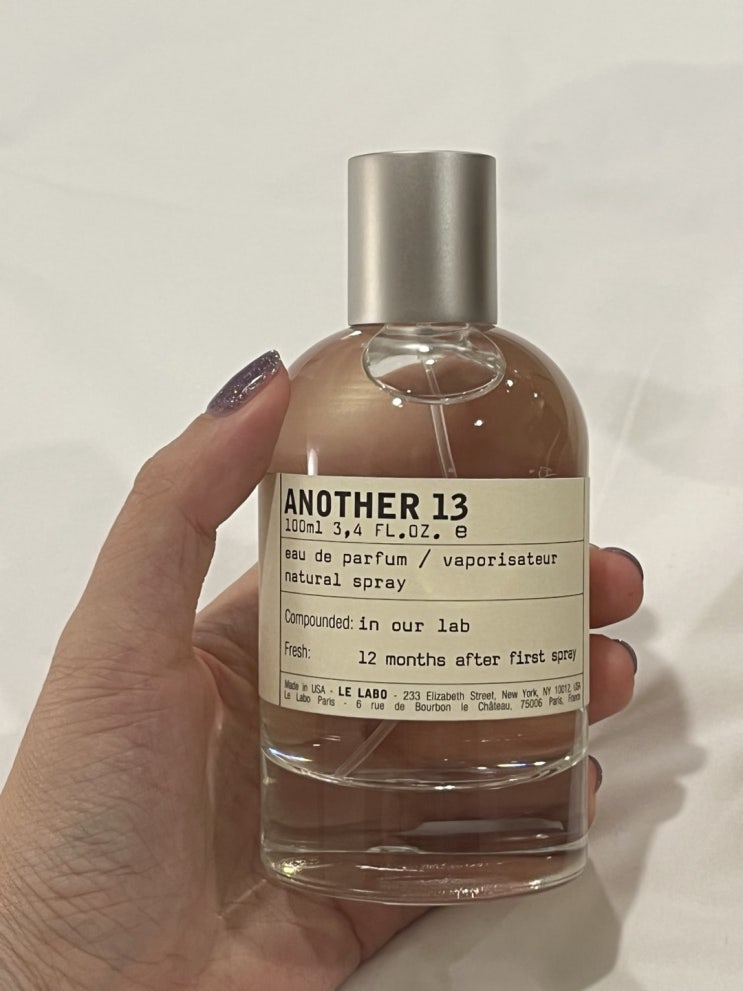 ANOTHER 13
100ml 3,4 FL.OZ. e
eau de parfum / vaporisateur
natural spray
Compounded: in our lab
Fresh: 12 months after first spray
Made in USA - LE LABO - 233 Elizabeth Street, New York, NY 10012, USA
Le Labo Paris - 6 rue de Bourbon le Château, 75006 Paris, France